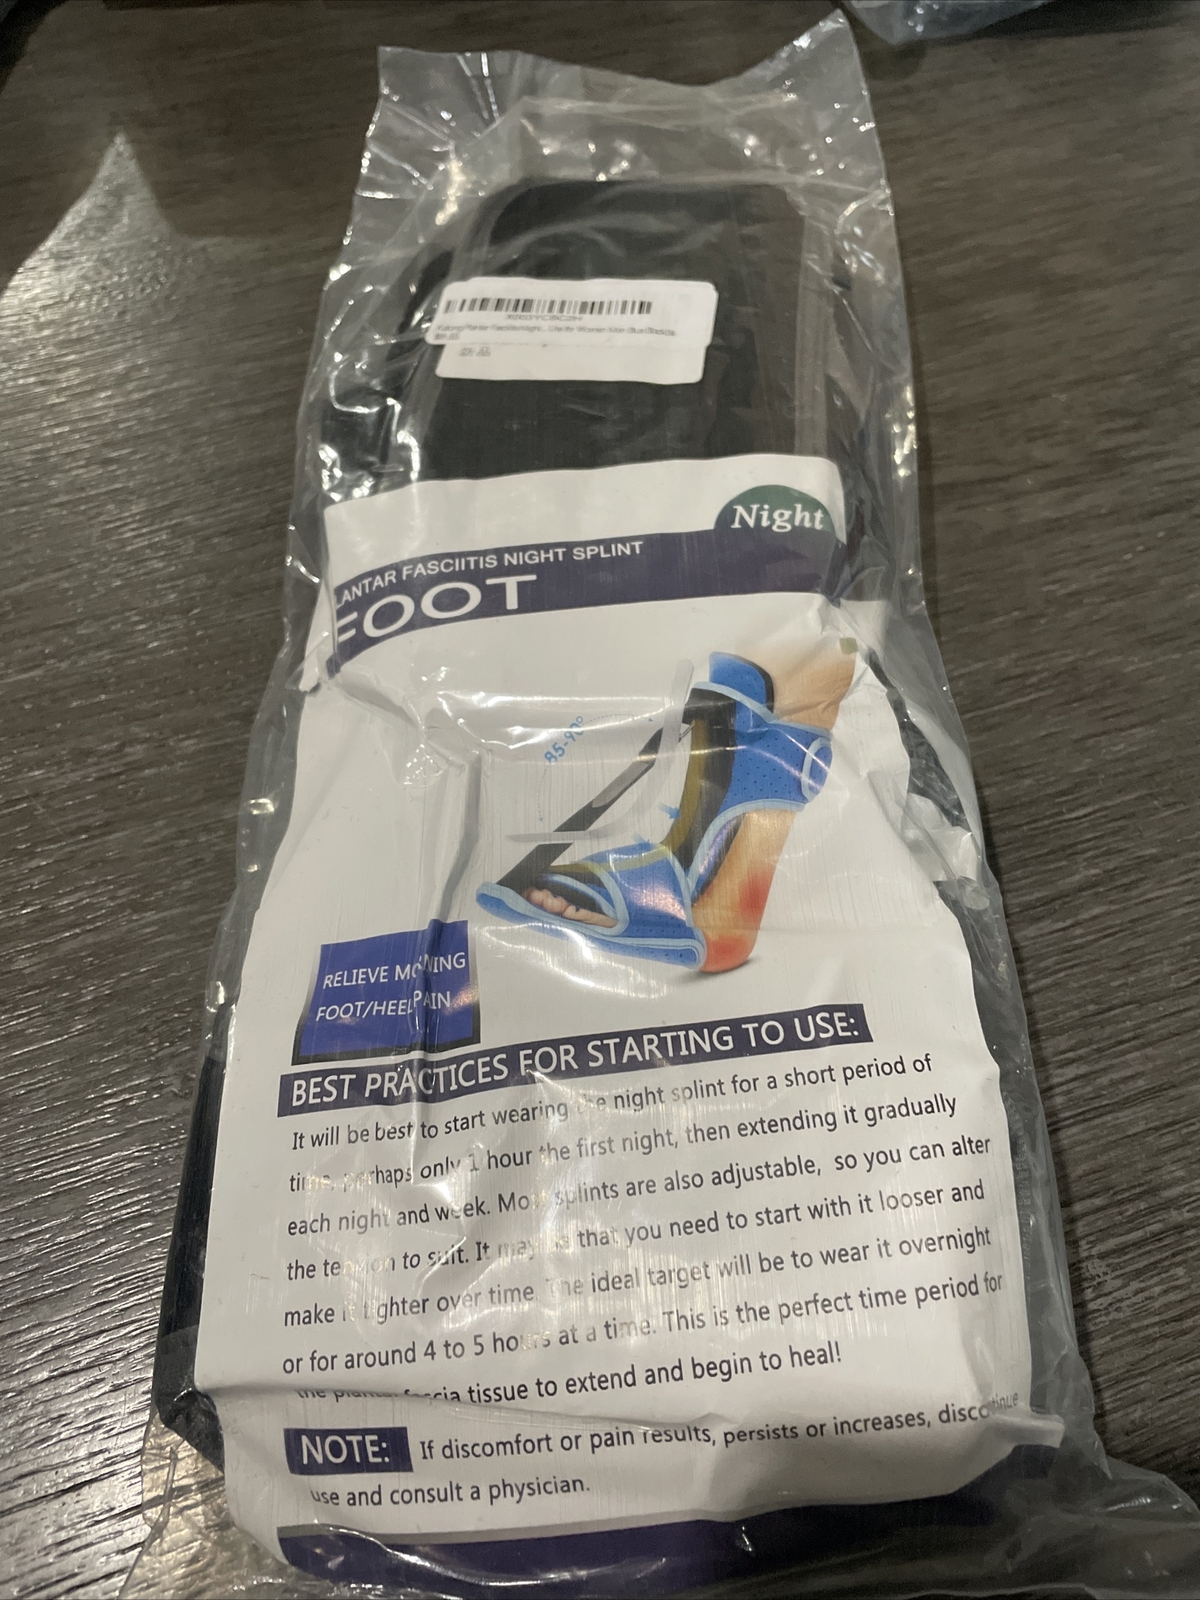 Night
LANTAR FASCIITIS NIGHT SPLINT
FOOT
85-90°
RELIEVE MORNING
FOOT/HEEL PAIN
BEST PRACTICES FOR STARTING TO USE:
It will be best to start wearing the night splint for a short period of
time, perhaps only 1 hour the first night, then extending it gradually
each night and week. Most splints are also adjustable, so you can alter
the tension to suit. It may be that you need to start with it looser and
make it tighter over time. The ideal target will be to wear it overnight
or for around 4 to 5 hours at a time. This is the perfect time period for
the plantar fascia tissue to extend and begin to heal!
NOTE: If discomfort or pain results, persists or increases, discontinue
use and consult a physician.